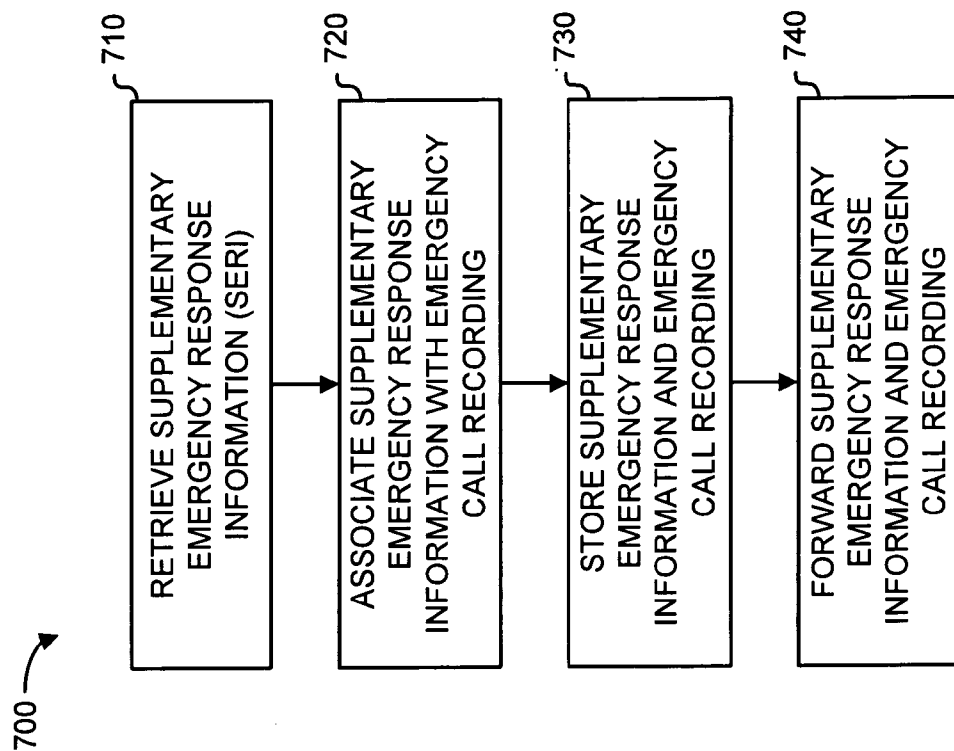 700
710
RETRIEVE SUPPLEMENTARY
EMERGENCY RESPONSE
INFORMATION (SERI)
720
ASSOCIATE SUPPLEMENTARY
EMERGENCY RESPONSE
INFORMATION WITH EMERGENCY
CALL RECORDING
730
STORE SUPPLEMENTARY
EMERGENCY RESPONSE
INFORMATION AND EMERGENCY
CALL RECORDING
740
FORWARD SUPPLEMENTARY
EMERGENCY RESPONSE
INFORMATION AND EMERGENCY
CALL RECORDING